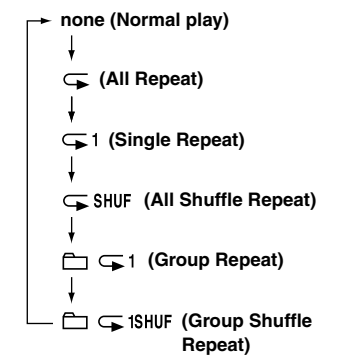 none (Normal play)
(All Repeat)
1 (Single Repeat)
SHUF (All Shuffle Repeat)
1 (Group Repeat)
1SHUF (Group Shuffle
Repeat)